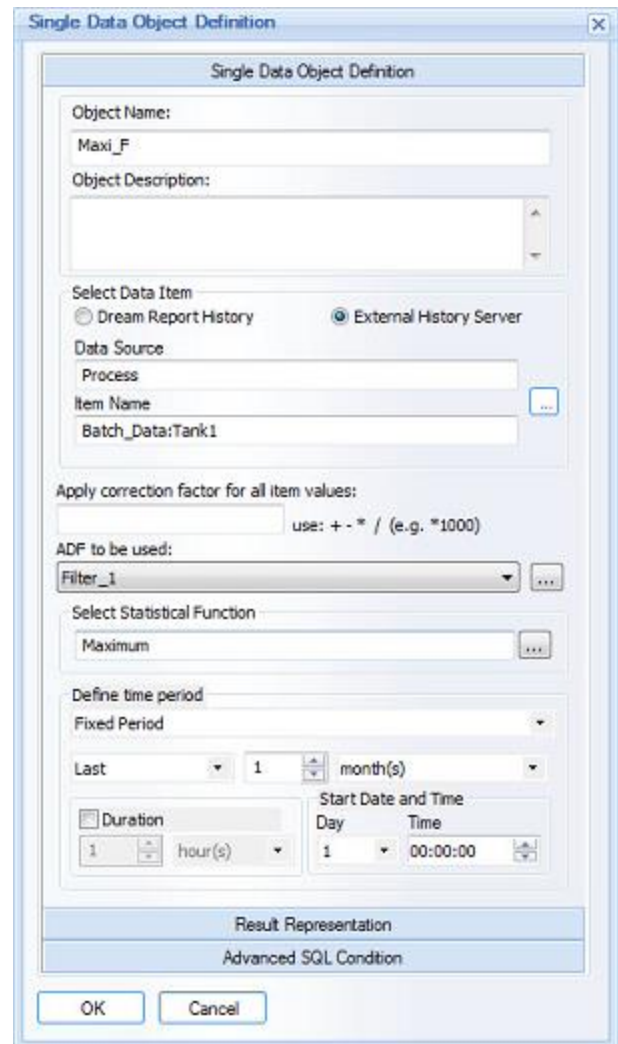 Single Data Object Definition
Single Data Object Definition
Object Name:
Maxi_F
Object Description:
Select Data Item
Dream Report History External History Server
Data Source
Process
Item Name
...
Batch_Data:Tank1
Apply correction factor for all item values:
use: + - * / (e.g. *1000)
ADF to be used:
Filter_1 ...
Select Statistical Function
Maximum ...
Define time period
Fixed Period
Last 1 month(s)
Start Date and Time
Duration Day Time
1 hour(s) 1 00:00:00
Result Representation
Advanced SQL Condition
OK Cancel